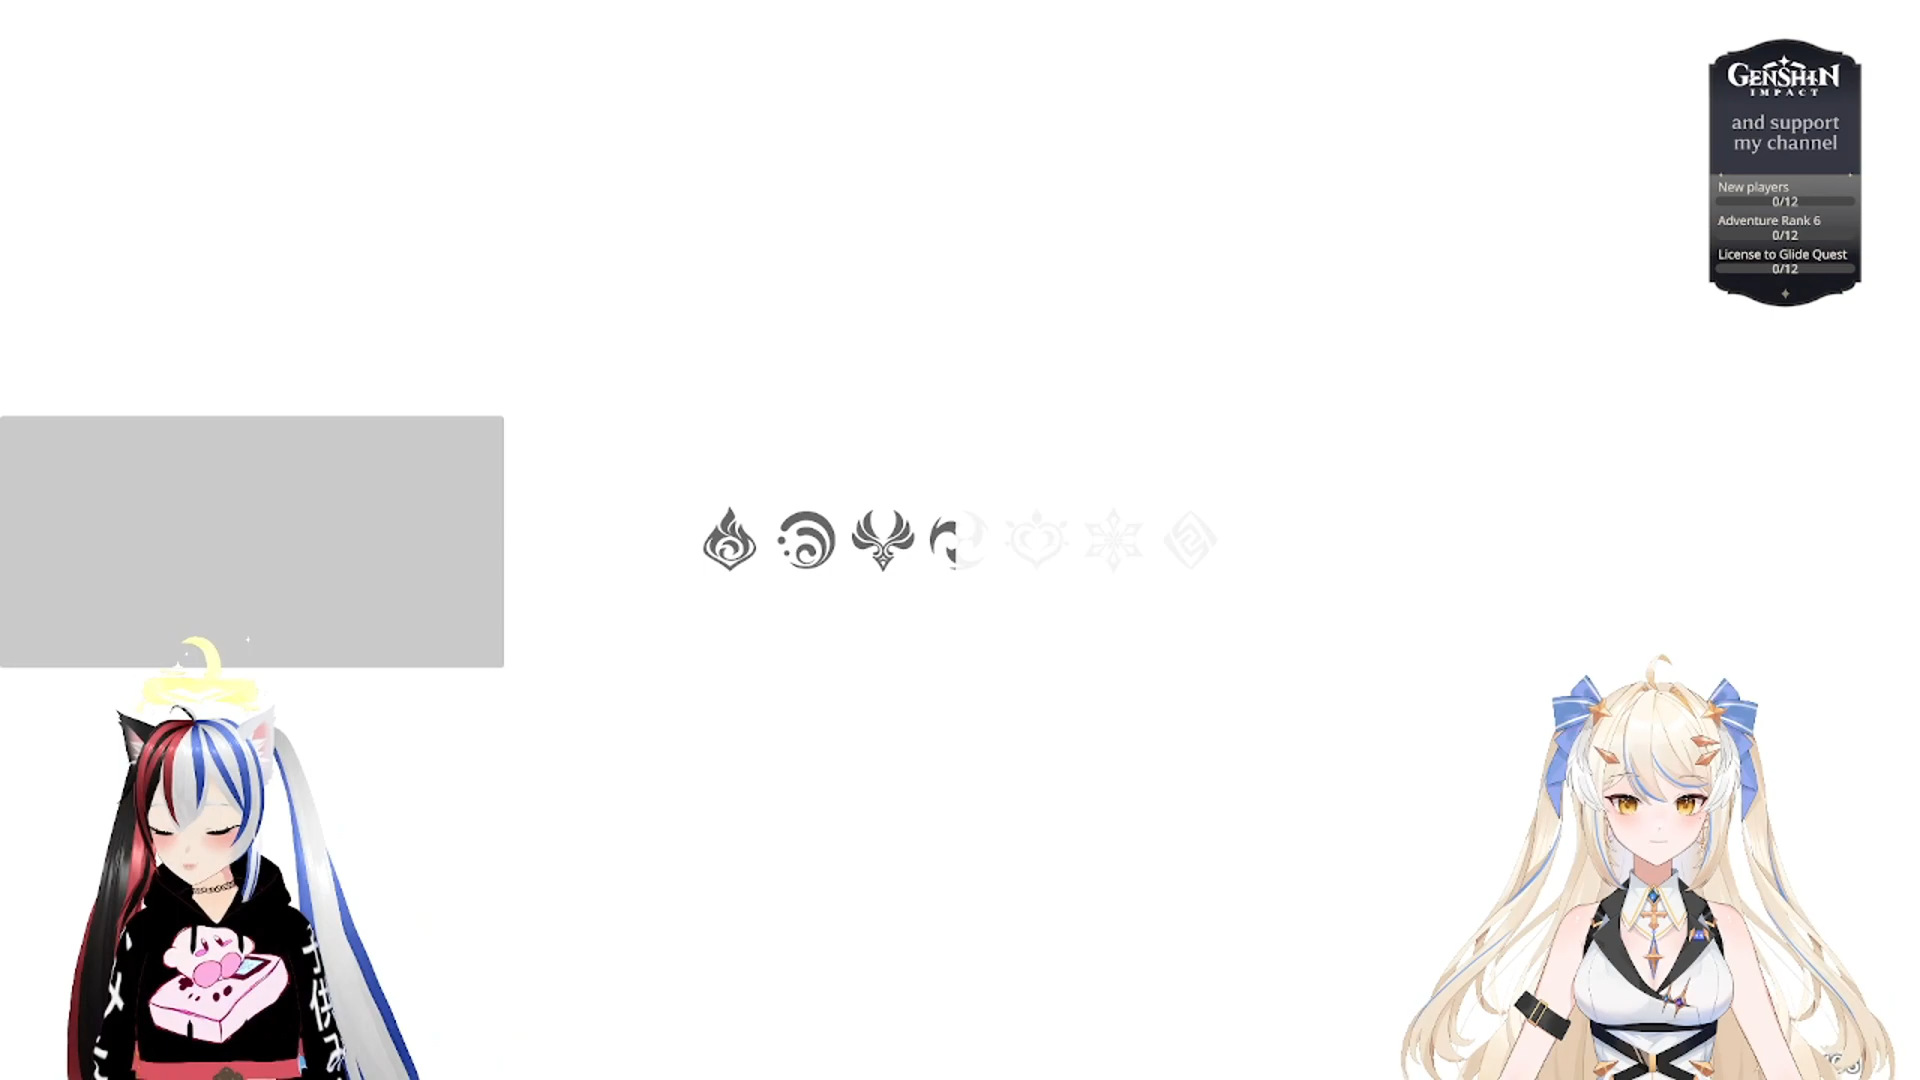 GENSHIN
IMPACT
and support
my channel
New players
0/12
Adventure Rank 6
0/12
License to Glide Quest
0/12